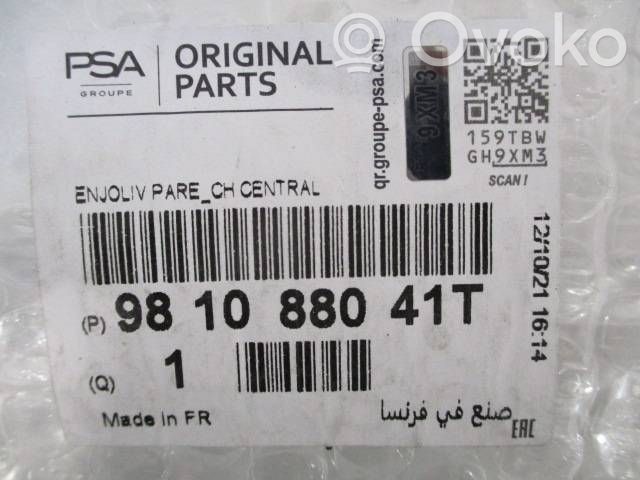 PSA
GROUPE
ORIGINAL
PARTS
qr.groupe-psa.com
9XM3
159TBW
GH9XM3
SCAN!
Ovoko
ENJOLIV PARE_CH CENTRAL
12/10/21 16:14
(P) 98 10 880 41T
(Q) 1
Made in FR
صنع في فرنسا
EAC